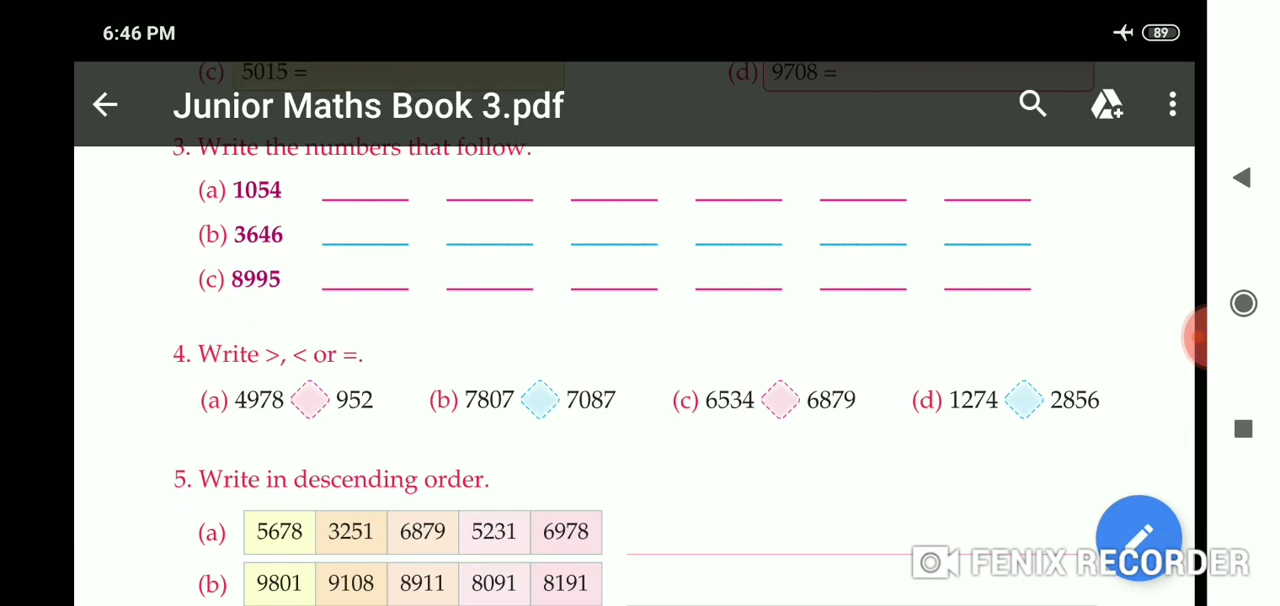 6:46 PM
89
(c) 5015 = (d) 9708 =
Junior Maths Book 3.pdf
3. Write the numbers that follow.
(a) 1054
(b) 3646
(c) 8995
4. Write >, < or =.
(a) 4978 952 (b) 7807 7087 (c) 6534 6879 (d) 1274 2856
5. Write in descending order.
(a) 5678 3251 6879 5231 6978
(b) 9801 9108 8911 8091 8191
FENIX RECORDER